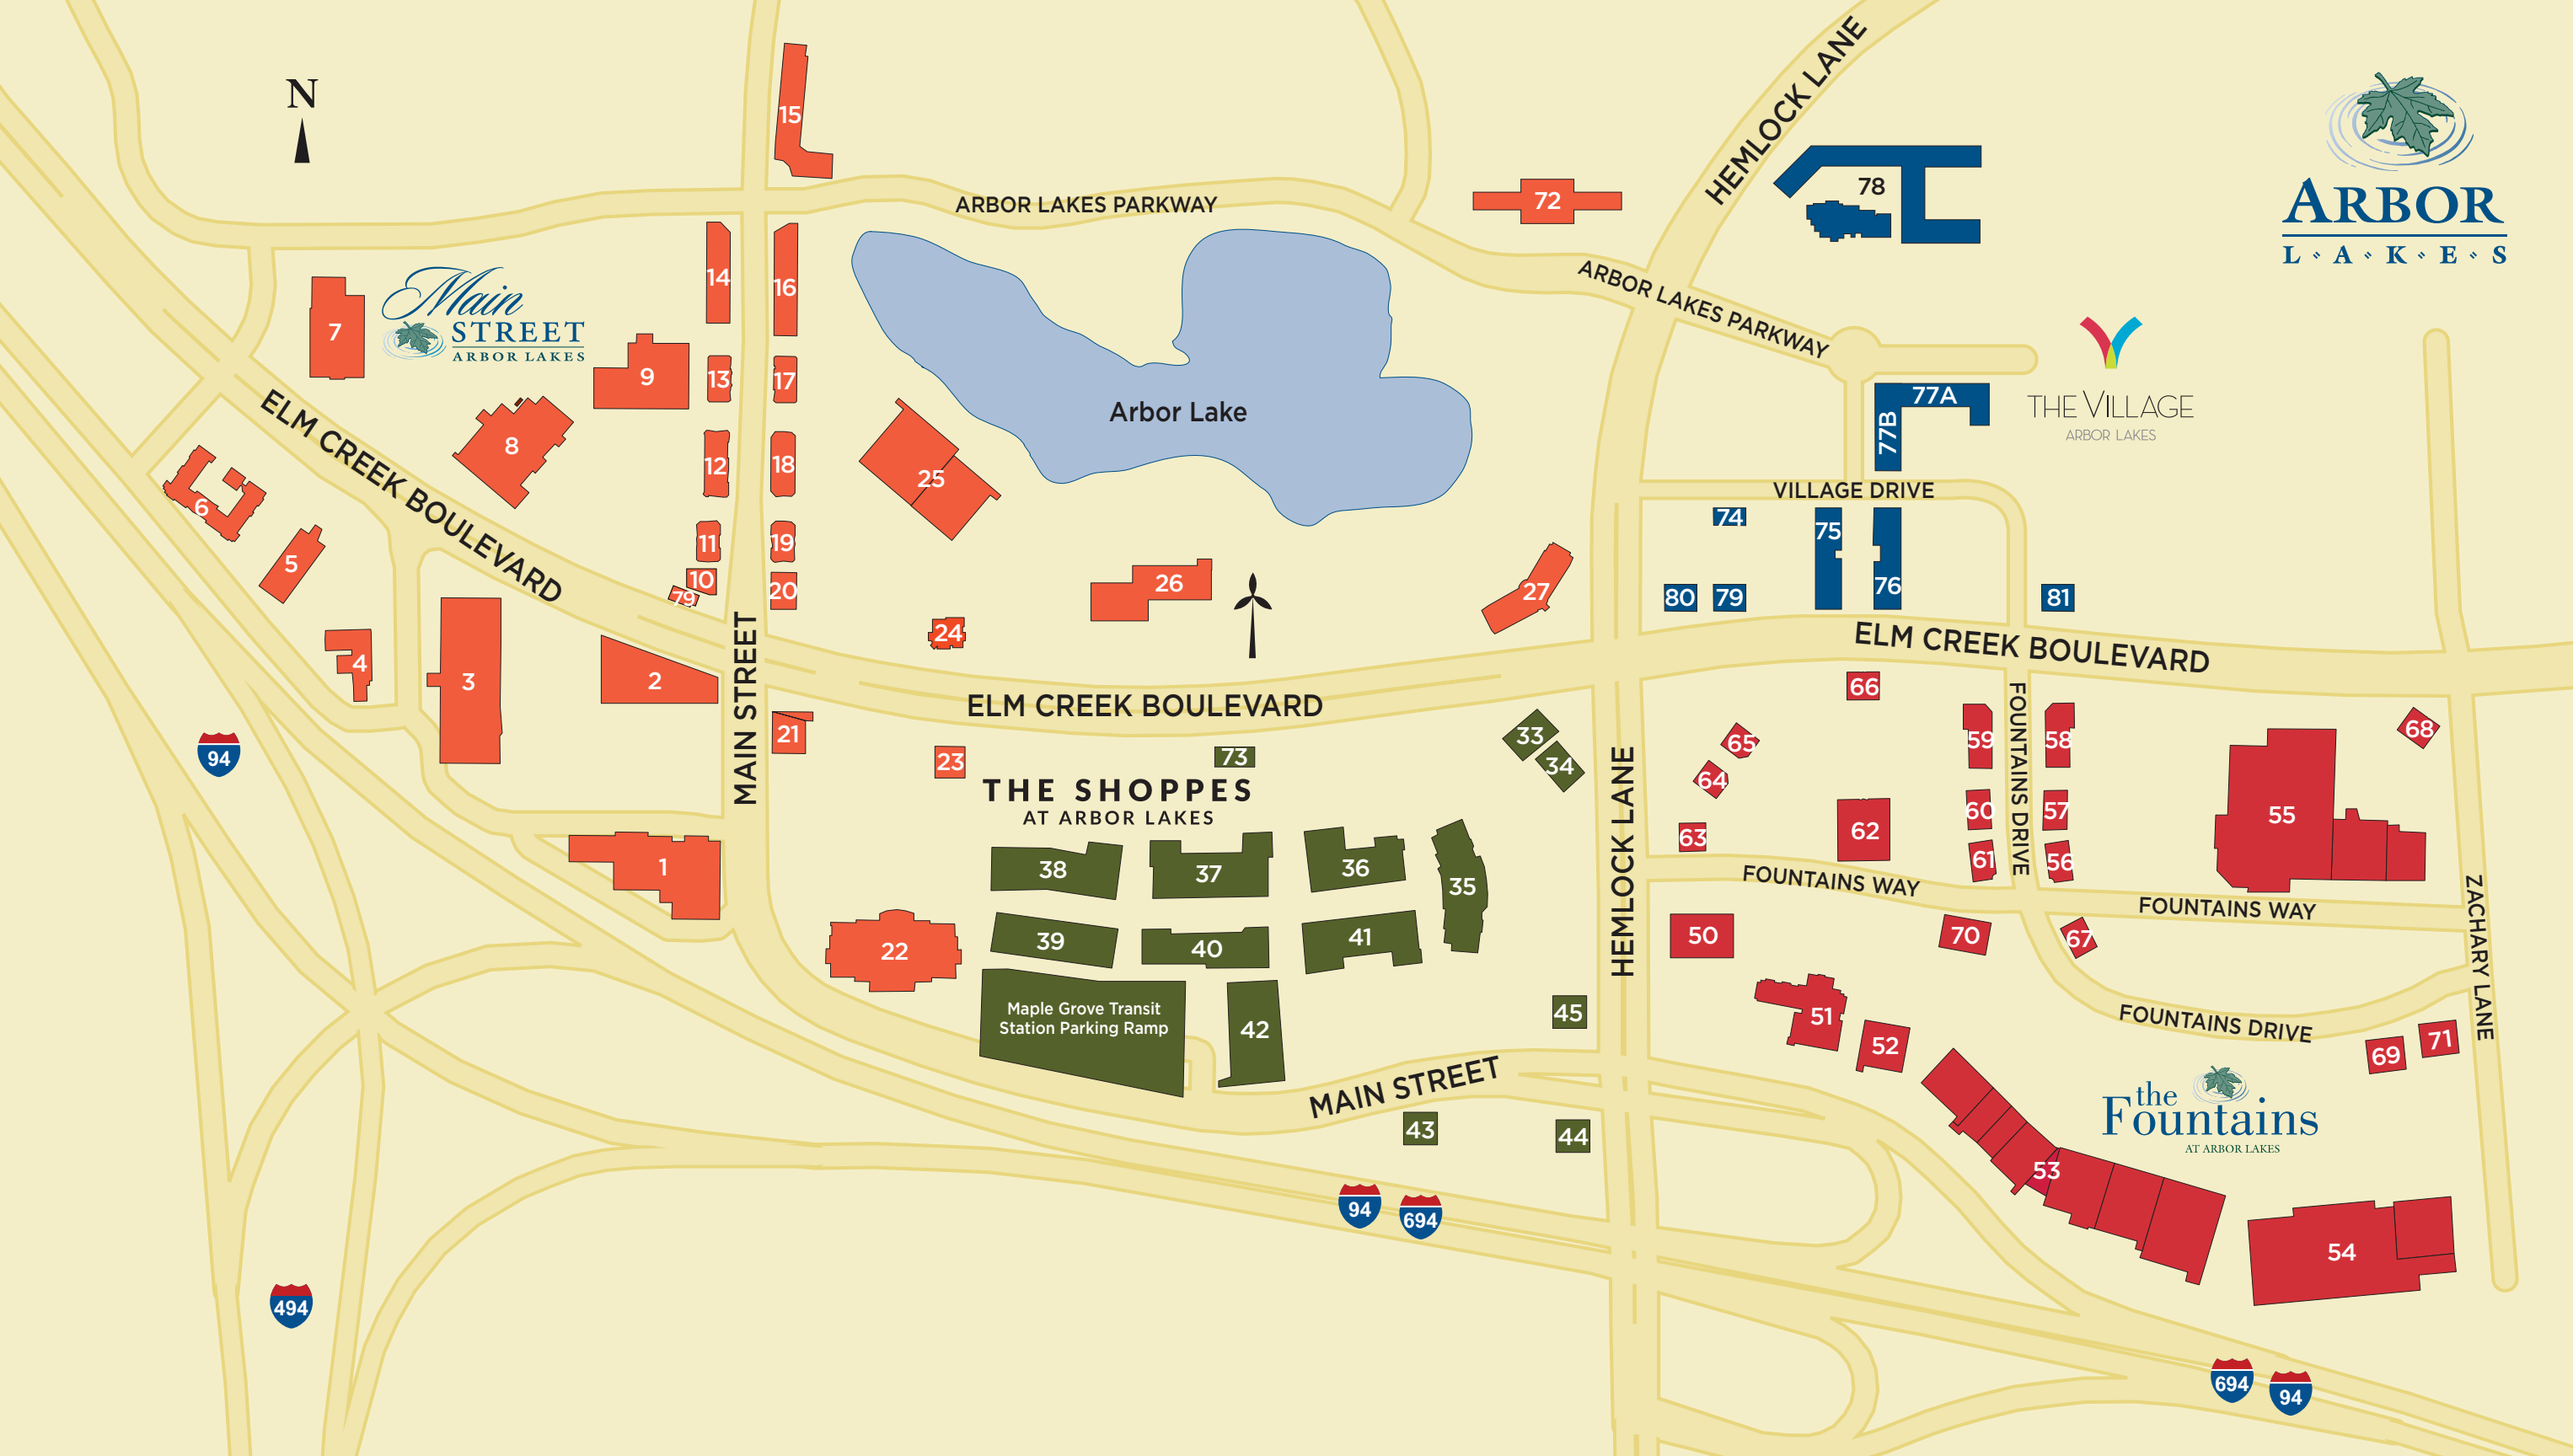 N
15
HEMLOCK LANE
78
ARBOR
L • A • K • E • S
ARBOR LAKES PARKWAY
72
ARBOR LAKES PARKWAY
14
16
7
Main
STREET
ARBOR LAKES
9
13
17
8
12
18
25
Arbor Lake
77A
77B
THE VILLAGE
ARBOR LAKES
VILLAGE DRIVE
74
75
76
80
79
81
ELM CREEK BOULEVARD
6
5
11
19
10
79
20
26
27
24
4
3
2
MAIN STREET
ELM CREEK BOULEVARD
ELM CREEK BOULEVARD
21
23
73
THE SHOPPES
AT ARBOR LAKES
33
34
HEMLOCK LANE
66
65
64
63
62
59
58
60
57
61
56
FOUNTAINS DRIVE
55
68
94
1
22
38
37
36
35
39
40
41
Maple Grove Transit
Station Parking Ramp
42
45
FOUNTAINS WAY
FOUNTAINS WAY
ZACHARY LANE
50
70
67
51
52
FOUNTAINS DRIVE
69
71
MAIN STREET
43
44
the
Fountains
AT ARBOR LAKES
53
54
94
694
494
694
94